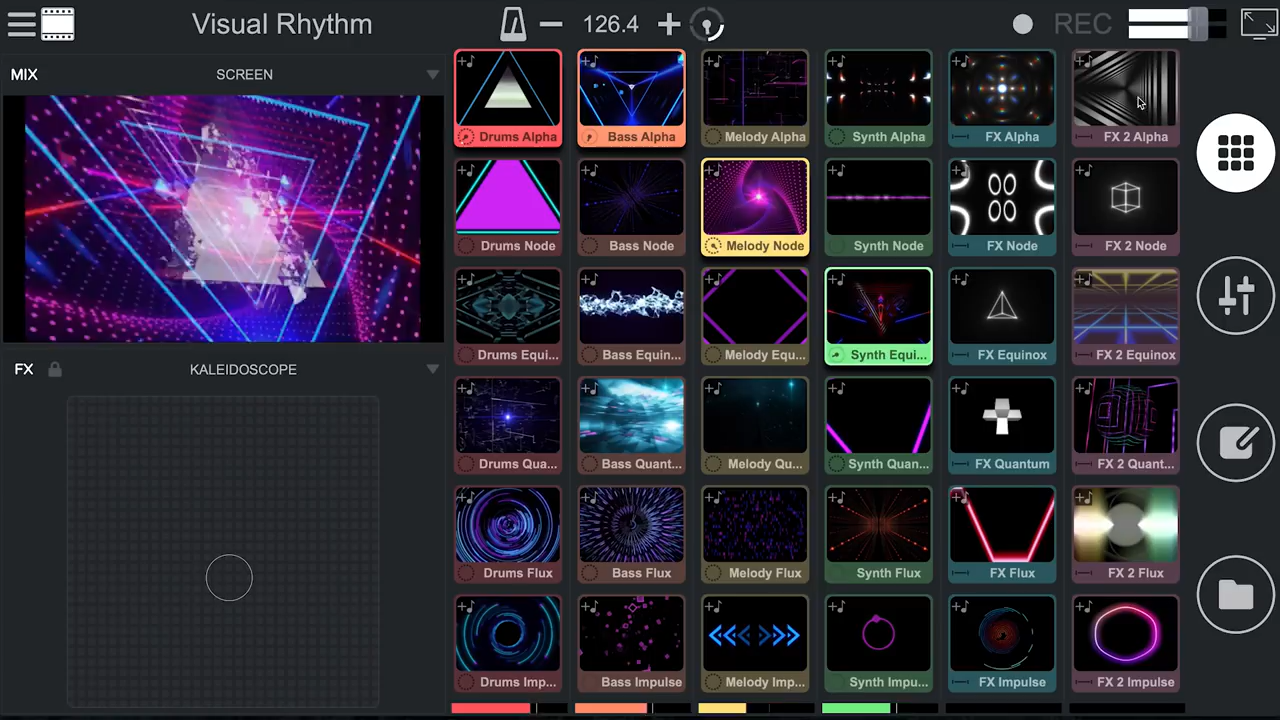 Visual Rhythm
126.4
REC
MIX
SCREEN
Drums Alpha
Bass Alpha
Melody Alpha
Synth Alpha
FX Alpha
FX 2 Alpha
Drums Node
Bass Node
Melody Node
Synth Node
FX Node
FX 2 Node
Drums Equi...
Bass Equin...
Melody Equ...
Synth Equi...
FX Equinox
FX 2 Equinox
FX
KALEIDOSCOPE
Drums Qua...
Bass Quant...
Melody Qu...
Synth Quan...
FX Quantum
FX 2 Quant...
Drums Flux
Bass Flux
Melody Flux
Synth Flux
FX Flux
FX 2 Flux
Drums Imp...
Bass Impulse
Melody Imp...
Synth Impu...
FX Impulse
FX 2 Impulse